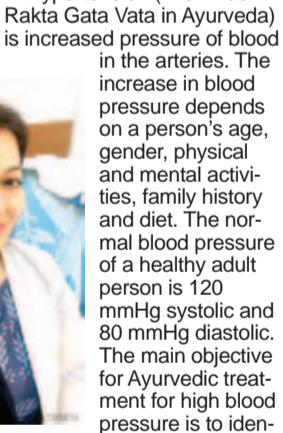 Rakta Gata Vata in Ayurveda)
is increased pressure of blood
in the arteries. The
increase in blood
pressure depends
on a person's age,
gender, physical
and mental activi-
ties, family history
and diet. The nor-
mal blood pressure
of a healthy adult
person is 120
mmHg systolic and
80 mmHg diastolic.
The main objective
for Ayurvedic treat-
ment for high blood
pressure is to iden-